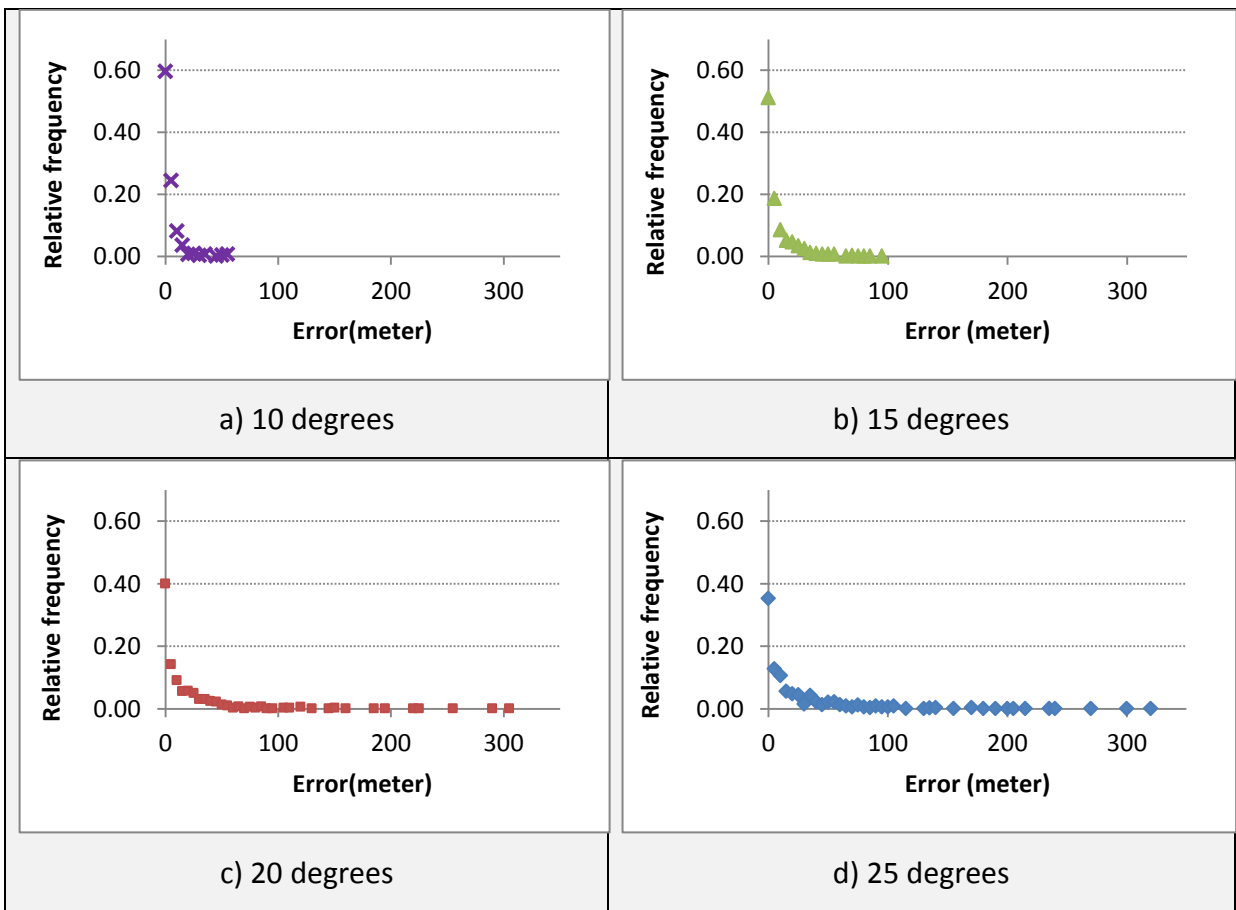 Relative frequency
0.60
0.40
0.20
0.00
0 100 200 300
Error(meter)
a) 10 degrees
Relative frequency
0.60
0.40
0.20
0.00
0 100 200 300
Error (meter)
b) 15 degrees
Relative frequency
0.60
0.40
0.20
0.00
0 100 200 300
Error(meter)
c) 20 degrees
Relative frequency
0.60
0.40
0.20
0.00
0 100 200 300
Error (meter)
d) 25 degrees